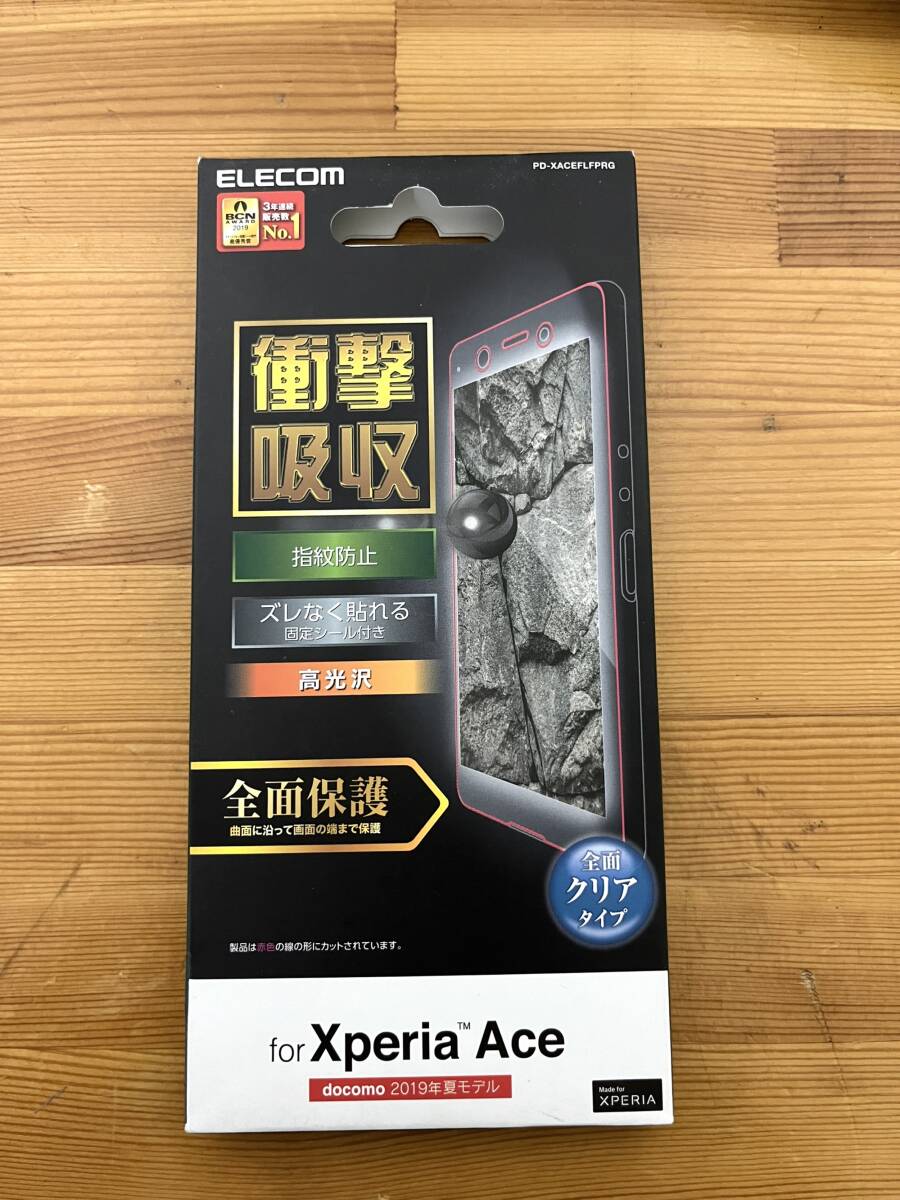 ELECOM
PD-XACEFLFPRG
BCN
AWARD
2019
3年連続
販売数
No.1
最優秀賞
衝撃
吸収
指紋防止
ズレなく貼れる
固定シール付き
高光沢
全面保護
曲面に沿って画面の端まで保護
全面
クリア
タイプ
製品は赤色の線の形にカットされています。
for Xperia™ Ace
docomo 2019年夏モデル
Made for
XPERIA